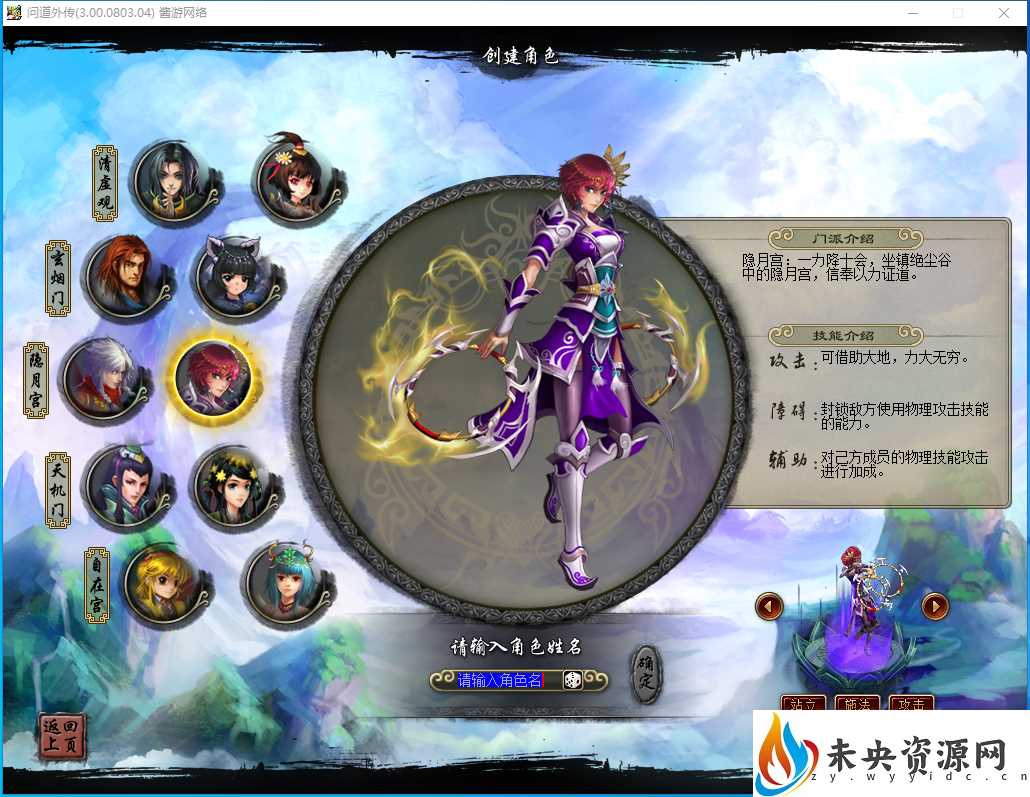 问道外传(3.00.0803.04) 酱游网络
创建角色
清虚观
玄烟门
隐月宫
天机门
自在宫
门派介绍
隐月宫：一力降十会，坐镇绝尘谷
中的隐月宫，信奉以力证道。
技能介绍
攻击：可借助大地，力大无穷。
障碍：封锁敌方使用物理攻击技能
的能力。
辅助：对己方成员的物理技能攻击
进行加成。
请输入角色姓名
请输入角色名
确定
站立
施法
攻击
返回
上页
未央资源网
zy.wyyidc.cn